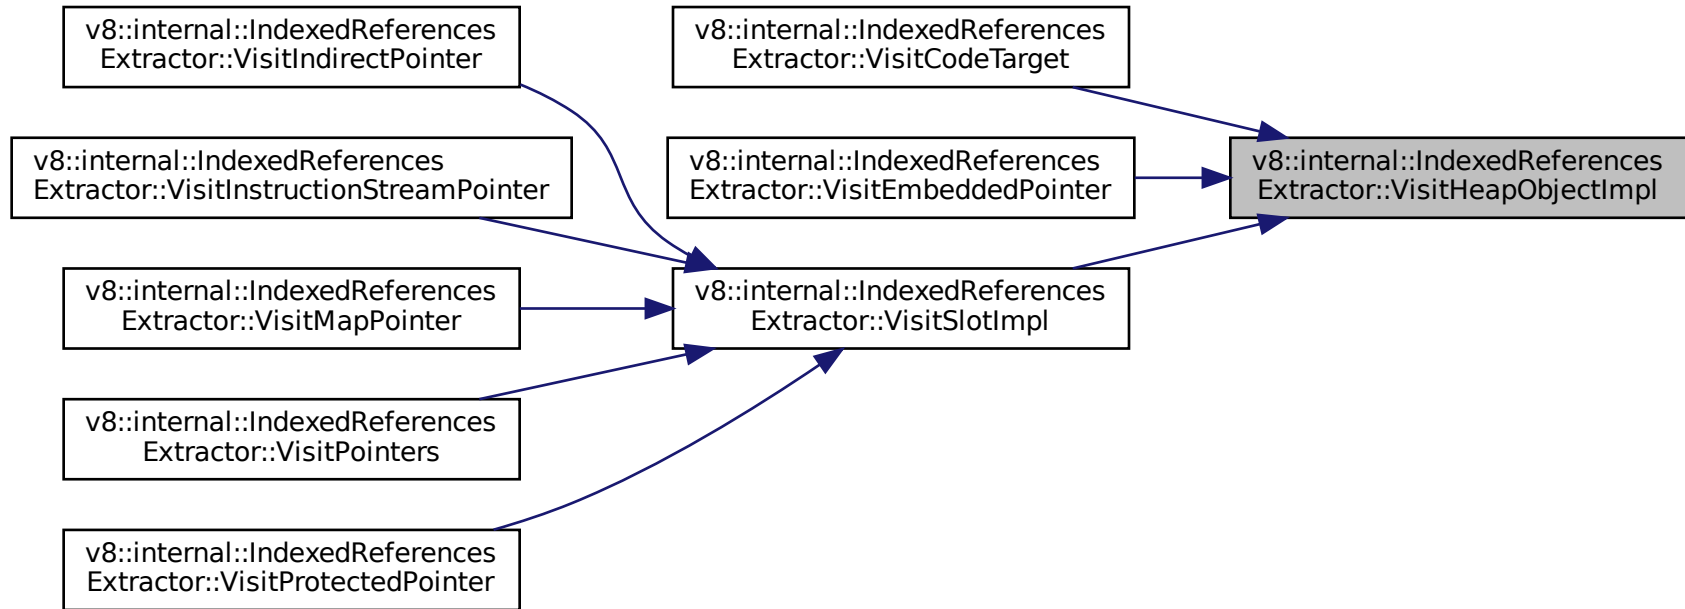 v8::internal::IndexedReferences
Extractor::VisitIndirectPointer
v8::internal::IndexedReferences
Extractor::VisitInstructionStreamPointer
v8::internal::IndexedReferences
Extractor::VisitMapPointer
v8::internal::IndexedReferences
Extractor::VisitPointers
v8::internal::IndexedReferences
Extractor::VisitProtectedPointer
v8::internal::IndexedReferences
Extractor::VisitCodeTarget
v8::internal::IndexedReferences
Extractor::VisitEmbeddedPointer
v8::internal::IndexedReferences
Extractor::VisitSlotImpl
v8::internal::IndexedReferences
Extractor::VisitHeapObjectImpl